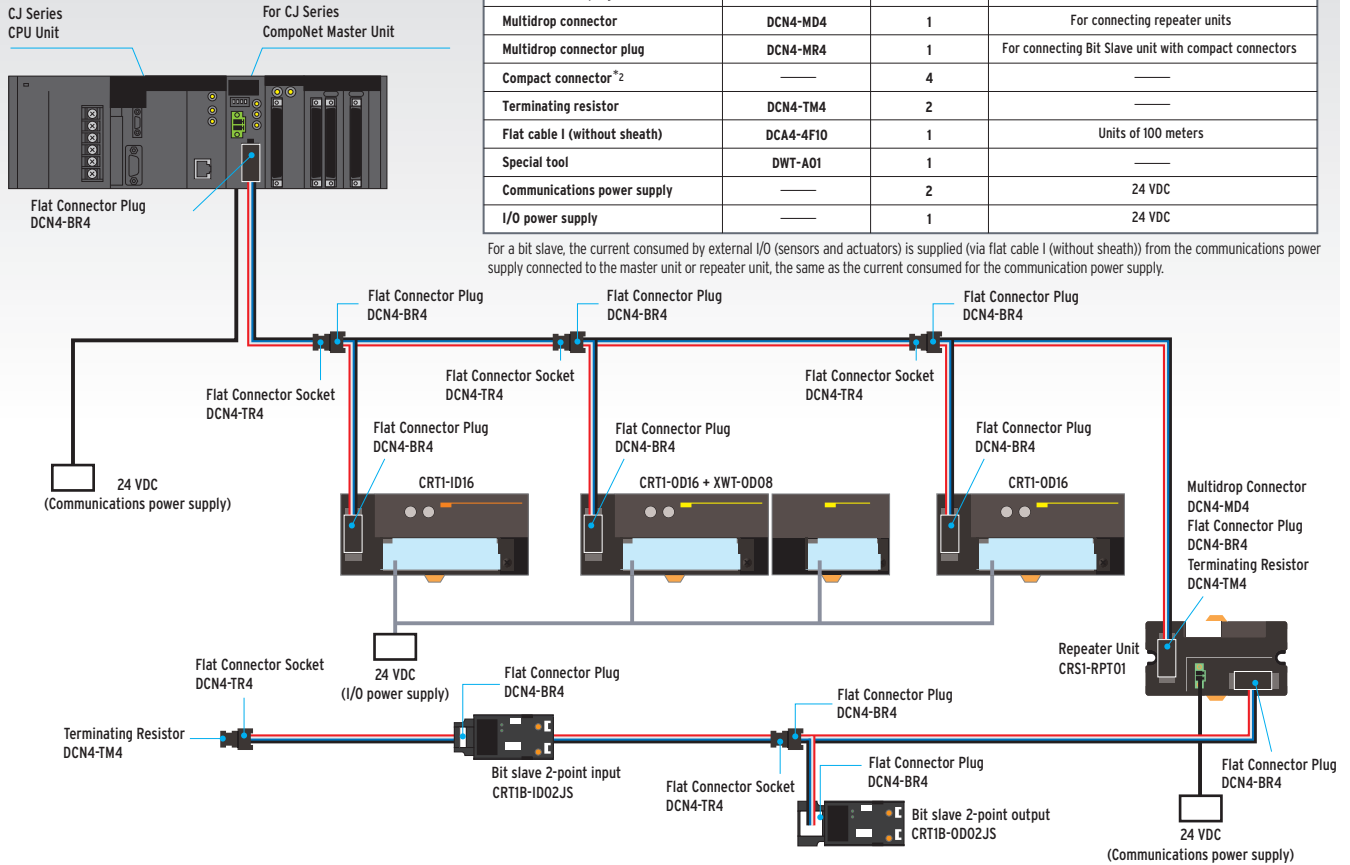 CJ Series
CPU Unit
For CJ Series
CompoNet Master Unit
Multidrop connector DCN4-MD4 1 For connecting repeater units
Multidrop connector plug DCN4-MR4 1 For connecting Bit Slave unit with compact connectors
Compact connector*2 —— 4 ——
Terminating resistor DCN4-TM4 2 ——
Flat cable I (without sheath) DCA4-4F10 1 Units of 100 meters
Special tool DWT-A01 1 ——
Communications power supply —— 2 24 VDC
I/O power supply —— 1 24 VDC
For a bit slave, the current consumed by external I/O (sensors and actuators) is supplied (via flat cable I (without sheath)) from the communications power
supply connected to the master unit or repeater unit, the same as the current consumed for the communication power supply.
Flat Connector Plug
DCN4-BR4
Flat Connector Plug
DCN4-BR4
Flat Connector Plug
DCN4-BR4
Flat Connector Plug
DCN4-BR4
Flat Connector Socket
DCN4-TR4
Flat Connector Socket
DCN4-TR4
Flat Connector Socket
DCN4-TR4
Flat Connector Plug
DCN4-BR4
Flat Connector Plug
DCN4-BR4
Flat Connector Plug
DCN4-BR4
24 VDC
(Communications power supply)
CRT1-ID16
CRT1-OD16 + XWT-OD08
CRT1-OD16
Multidrop Connector
DCN4-MD4
Flat Connector Plug
DCN4-BR4
Terminating Resistor
DCN4-TM4
Repeater Unit
CRS1-RPT01
24 VDC
(I/O power supply)
Flat Connector Socket
DCN4-TR4
Flat Connector Plug
DCN4-BR4
Flat Connector Plug
DCN4-BR4
Terminating Resistor
DCN4-TM4
Bit slave 2-point input
CRT1B-ID02JS
Flat Connector Socket
DCN4-TR4
Flat Connector Plug
DCN4-BR4
Flat Connector Plug
DCN4-BR4
Bit slave 2-point output
CRT1B-OD02JS
24 VDC
(Communications power supply)